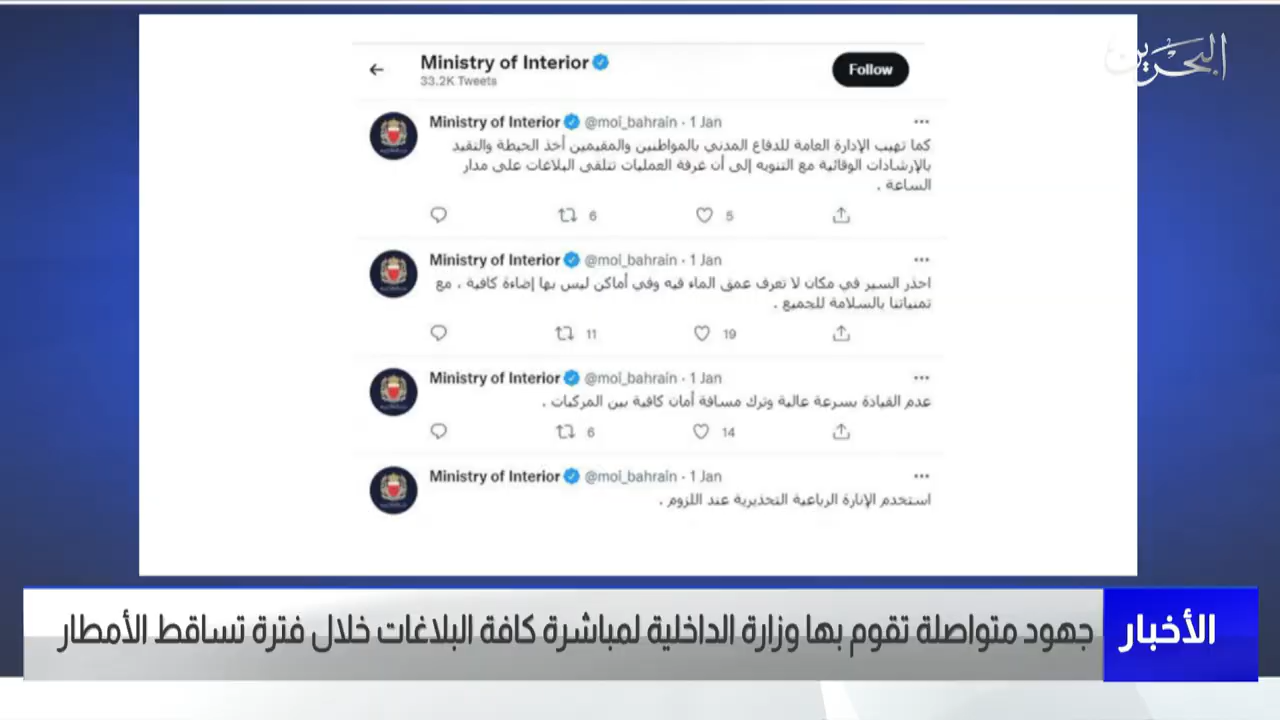 البحرين
Ministry of Interior
Follow
33.2K Tweets
Ministry of Interior @moi_bahrain · 1 Jan
كما تهيب الإدارة العامة للدفاع المدني بالمواطنين والمقيمين أخذ الحيطة والتقيد
بالإرشادات الوقائية مع التنويه إلى أن غرفة العمليات تتلقى البلاغات على مدار
الساعة .
6 5
Ministry of Interior @moi_bahrain · 1 Jan
احذر السير في مكان لا تعرف عمق الماء فيه وفي أماكن ليس بها إضاءة كافية ، مع
تمنياتنا بالسلامة للجميع .
11 19
Ministry of Interior @moi_bahrain · 1 Jan
عدم القيادة بسرعة عالية وترك مسافة أمان كافية بين المركبات .
6 14
Ministry of Interior @moi_bahrain · 1 Jan
استخدم الإنارة الرباعية التحذيرية عند اللزوم .
الأخبار
جهود متواصلة تقوم بها وزارة الداخلية لمباشرة كافة البلاغات خلال فترة تساقط الأمطار